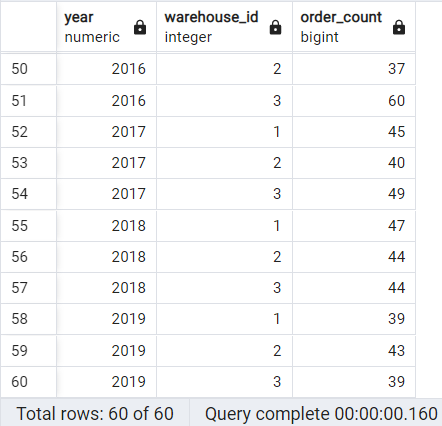 year warehouse_id order_count
numeric integer bigint
50 2016 2 37
51 2016 3 60
52 2017 1 45
53 2017 2 40
54 2017 3 49
55 2018 1 47
56 2018 2 44
57 2018 3 44
58 2019 1 39
59 2019 2 43
60 2019 3 39
Total rows: 60 of 60 Query complete 00:00:00.160